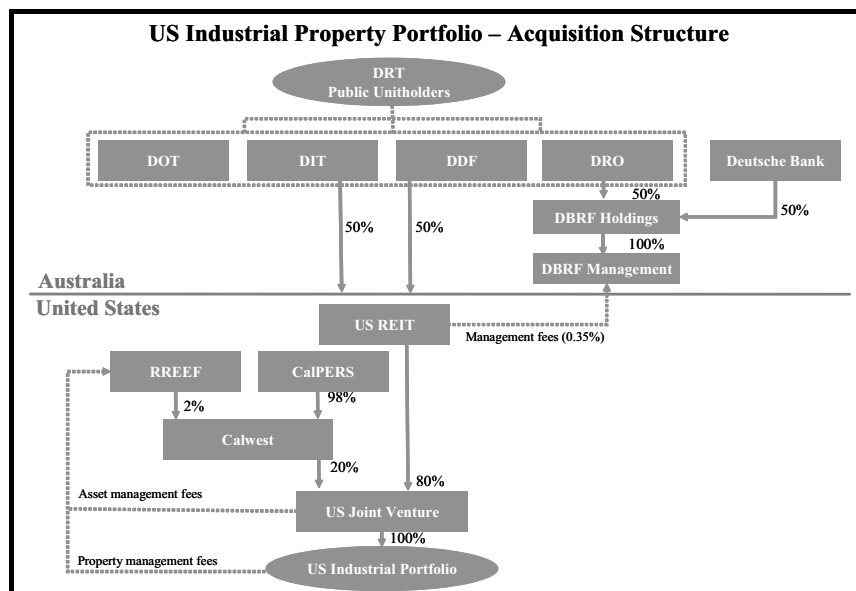 US Industrial Property Portfolio – Acquisition Structure
DRT
Public Unitholders
DOT
DIT
DDF
DRO
Deutsche Bank
50%
50%
50%
DBRF Holdings
50%
100%
DBRF Management
Australia
United States
US REIT
Management fees (0.35%)
RREEF
CalPERS
2%
98%
Calwest
20%
80%
Asset management fees
US Joint Venture
100%
Property management fees
US Industrial Portfolio